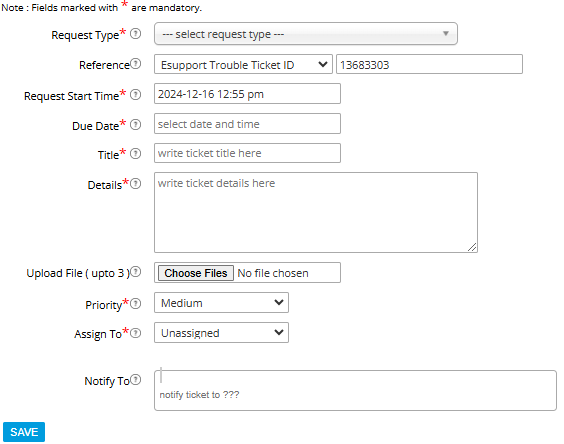 Note : Fields marked with * are mandatory.
Request Type* ? --- select request type ---
Reference ? Esupport Trouble Ticket ID 13683303
Request Start Time* ? 2024-12-16 12:55 pm
Due Date* ? select date and time
Title* ? write ticket title here
Details* ? write ticket details here
Upload File ( upto 3 ) ? Choose Files No file chosen
Priority* ? Medium
Assign To* ? Unassigned
Notify To ? notify ticket to ???
SAVE